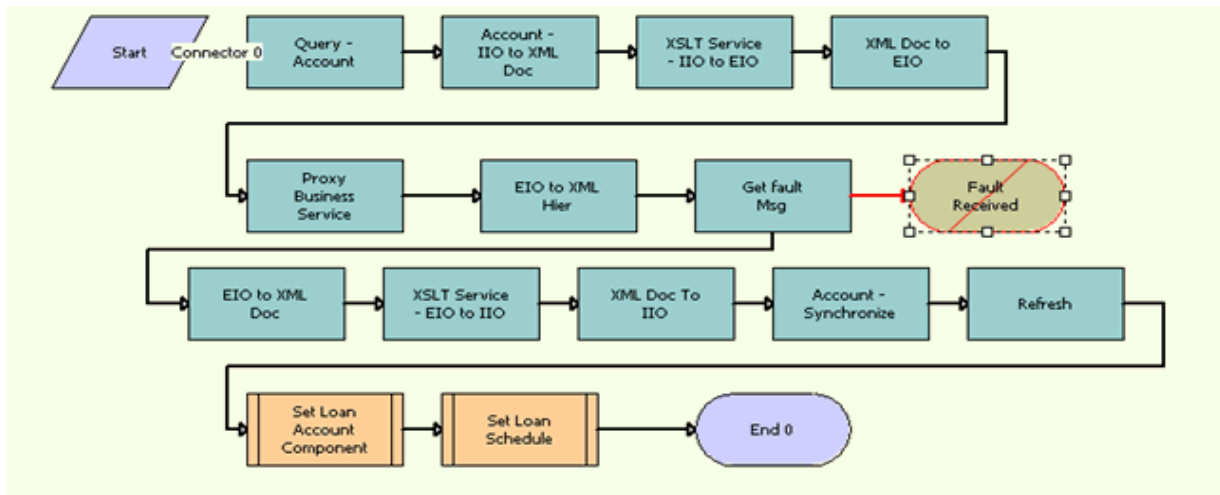 Start
Connector 0
Query -
Account
Account -
IIO to XML
Doc
XSLT Service
- IIO to EIO
XML Doc to
EIO
Proxy
Business
Service
EIO to XML
Hier
Get fault
Msg
Fault
Received
EIO to XML
Doc
XSLT Service
- EIO to IIO
XML Doc To
IIO
Account -
Synchronize
Refresh
Set Loan
Account
Component
Set Loan
Schedule
End 0